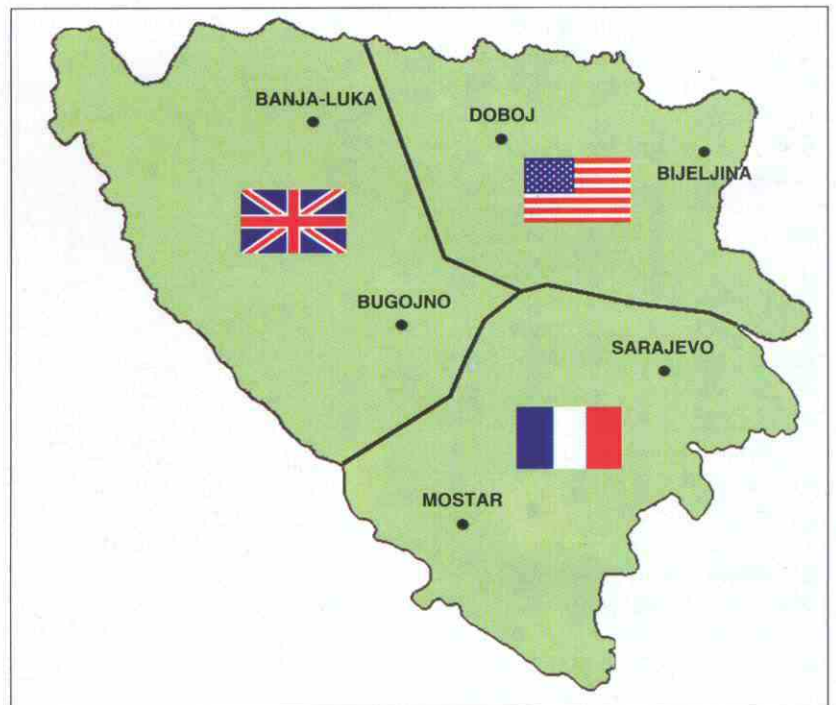 BANJA-LUKA
DOBOJ
BIJELJINA
BUGOJNO
SARAJEVO
MOSTAR